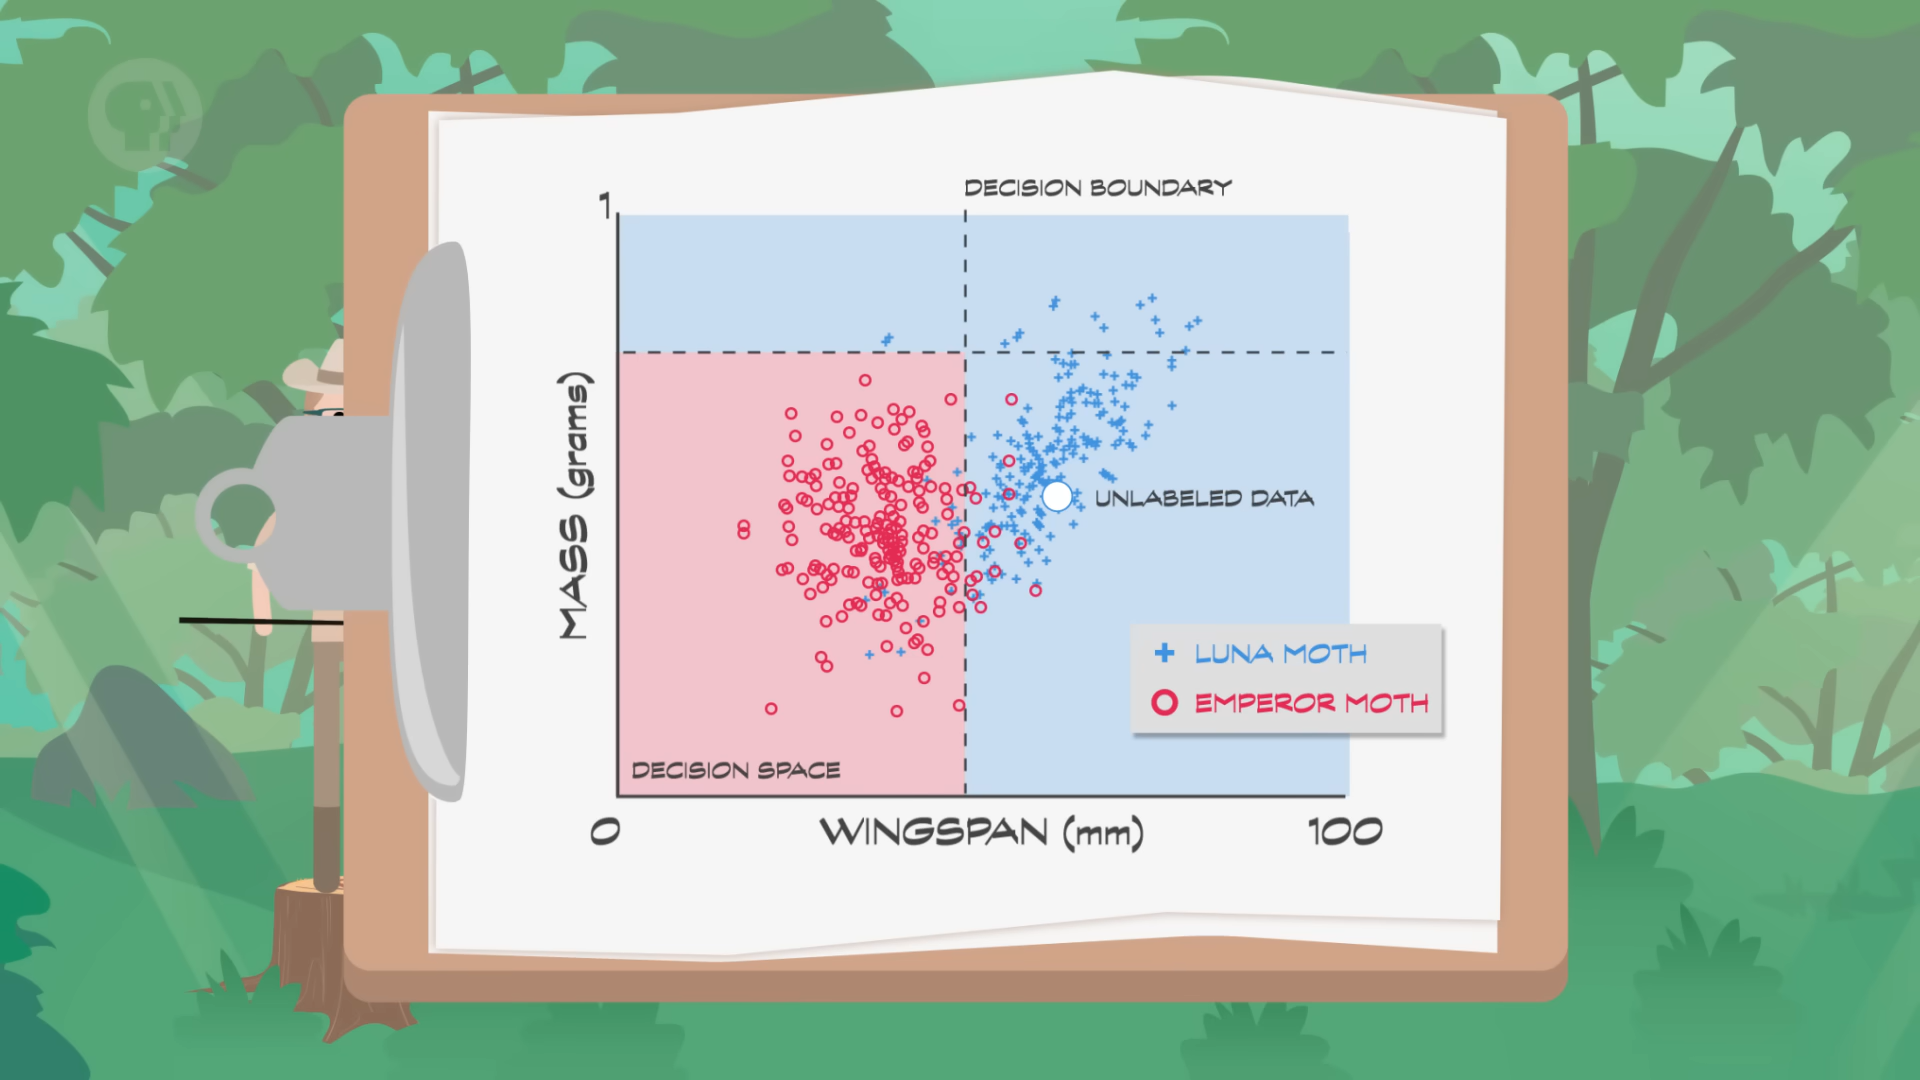 DECISION BOUNDARY
1
MASS (grams)
UNLABELED DATA
LUNA MOTH
EMPEROR MOTH
DECISION SPACE
0
WINGSPAN (mm)
100